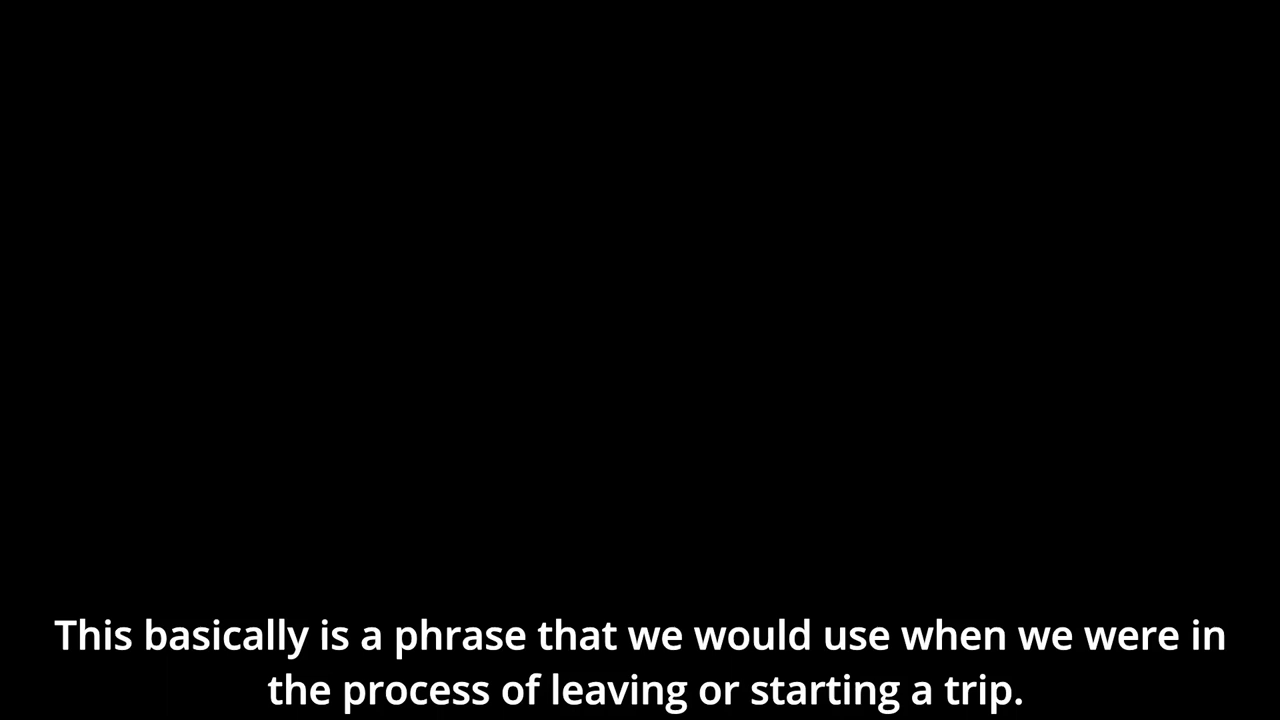 This basically is a phrase that we would use when we were in
the process of leaving or starting a trip.